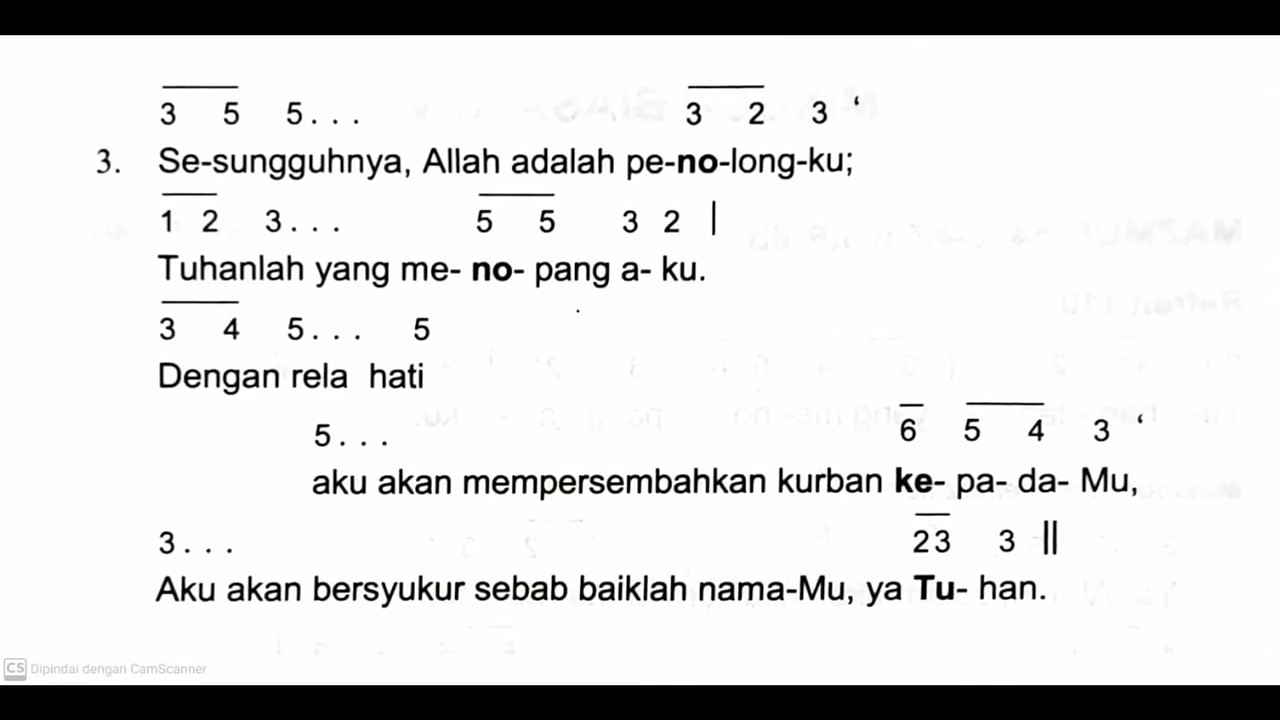 3 5 5... 3 2 3 ‘
3. Se-sungguhnya, Allah adalah pe-no-long-ku;
1 2 3... 5 5 3 2 |
Tuhanlah yang me- no- pang a- ku.
3 4 5... 5
Dengan rela hati
5... 6 5 4 3 ‘
aku akan mempersembahkan kurban ke- pa- da- Mu,
3... 23 3 ||
Aku akan bersyukur sebab baiklah nama-Mu, ya Tu- han.
CS Dipindai dengan CamScanner